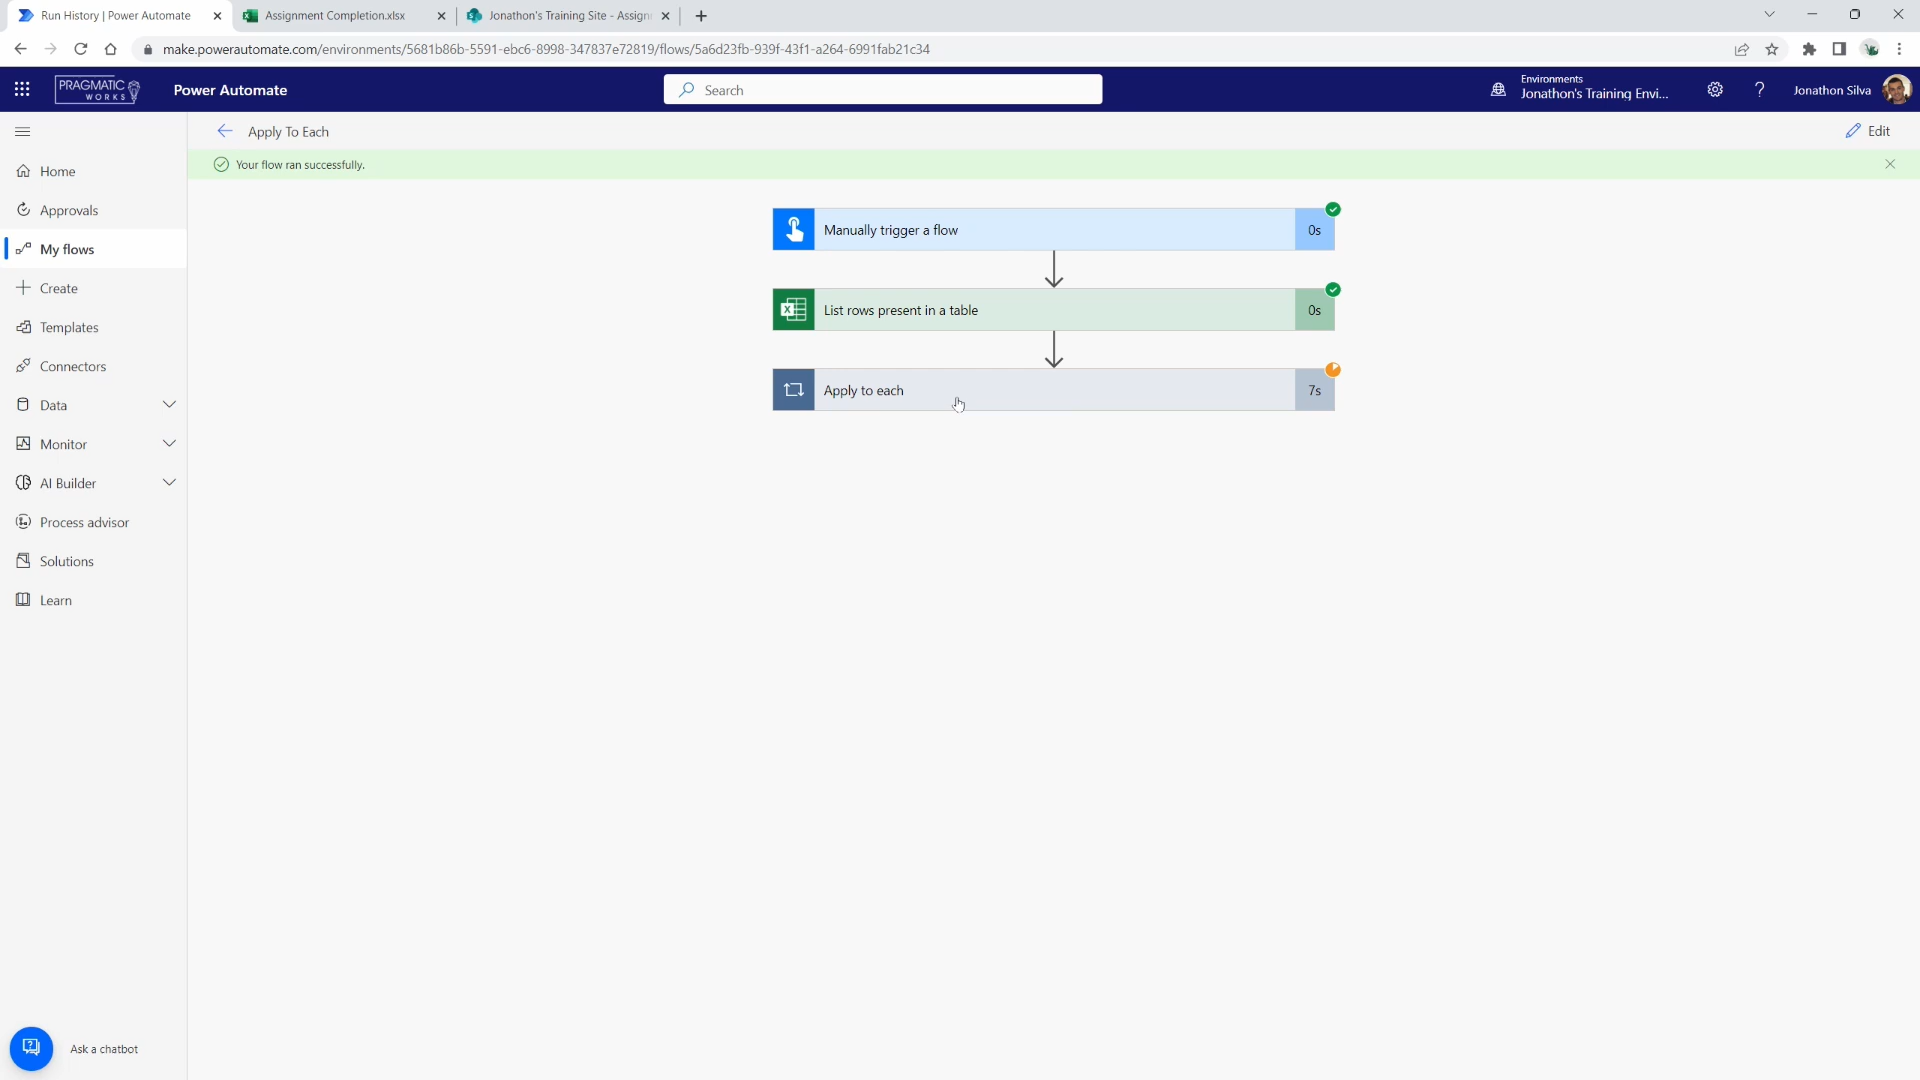 Run History | Power Automate
Assignment Completion.xlsx
Jonathon's Training Site - Assign
make.powerautomate.com/environments/5681b86b-5591-ebc6-8998-347837e72819/flows/5a6d23fb-939f-43f1-a264-6991fab21c34
PRAGMATIC
WORKS
Power Automate
Search
Environments
Jonathon's Training Envi...
?
Jonathon Silva
Apply To Each
Edit
Your flow ran successfully.
Home
Approvals
My flows
Create
Templates
Connectors
Data
Monitor
AI Builder
Process advisor
Solutions
Learn
Manually trigger a flow
0s
List rows present in a table
0s
Apply to each
7s
Ask a chatbot